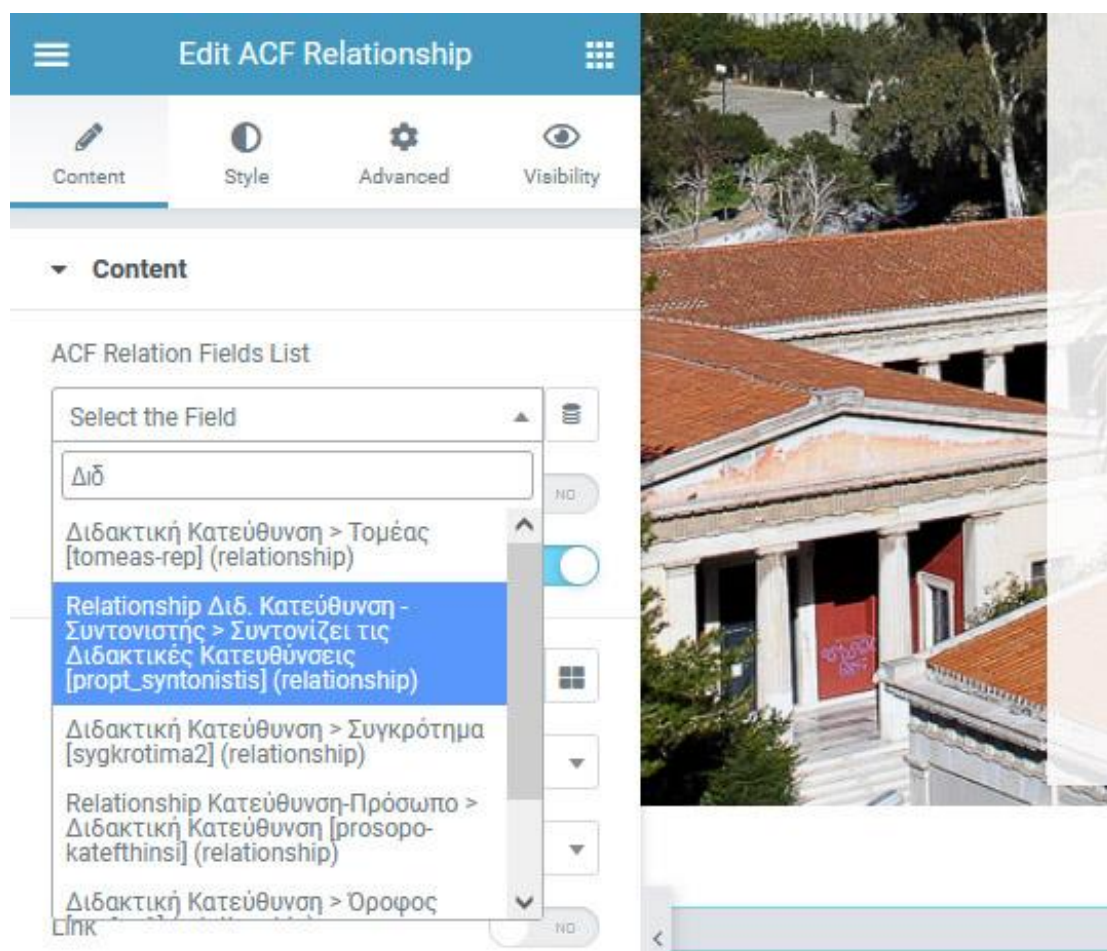 Edit ACF Relationship
Content Style Advanced Visibility
Content
ACF Relation Fields List
Select the Field
Διδ
NO
Διδακτική Κατεύθυνση > Τομέας
[tomeas-rep] (relationship)
Relationship Διδ. Κατεύθυνση -
Συντονιστής > Συντονίζει τις
Διδακτικές Κατευθύνσεις
[propt_syntonistis] (relationship)
Διδακτική Κατεύθυνση > Συγκρότημα
[sygkrotima2] (relationship)
Relationship Κατεύθυνση-Πρόσωπο >
Διδακτική Κατεύθυνση [prosopo-
katefthinsi] (relationship)
Διδακτική Κατεύθυνση > Όροφος
Link
NO